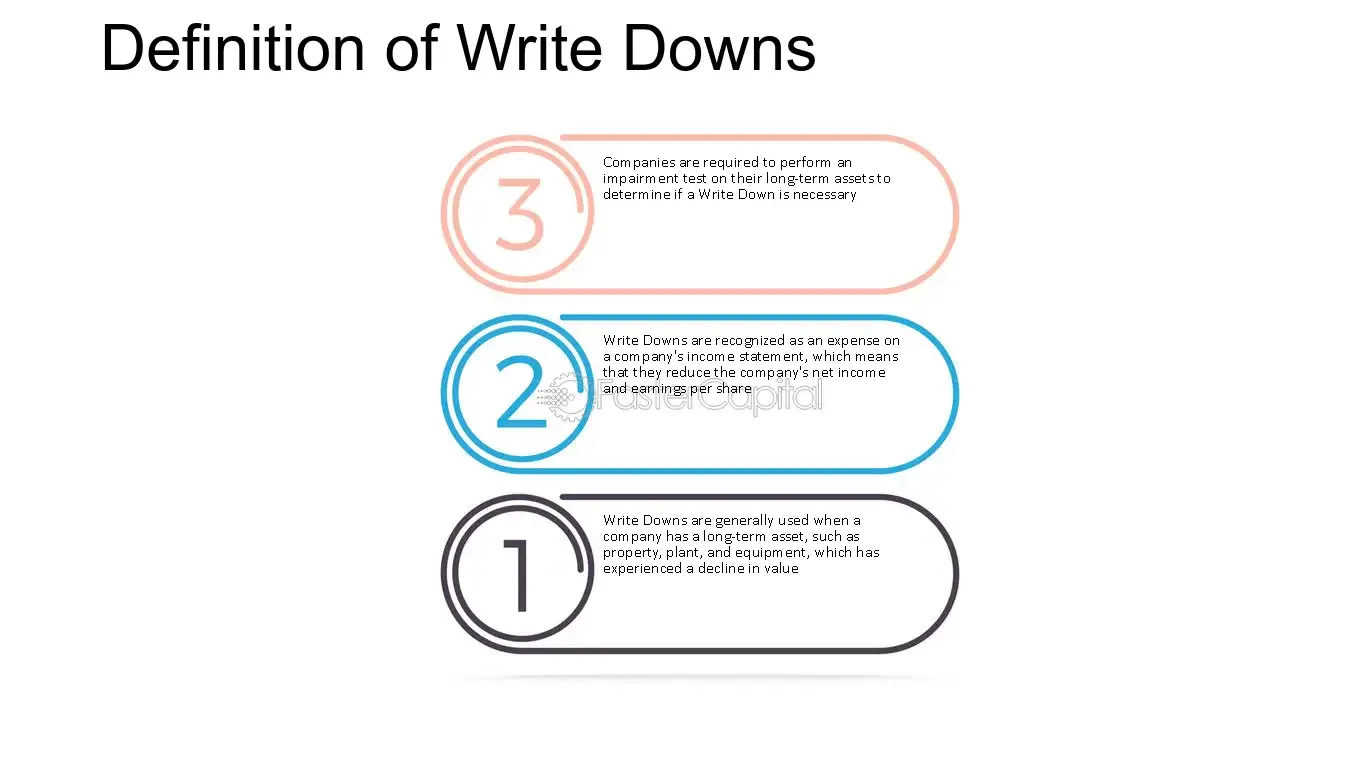 Definition of Write Downs
3
Companies are required to perform an
impairment test on their long-term assets to
determine if a Write Down is necessary
2
Write Downs are recognized as an expense on
a company's income statement, which means
that they reduce the company's net income
and earnings per share
FasterCapital
1
Write Downs are generally used when a
company has a long-term asset, such as
property, plant, and equipment, which has
experienced a decline in value